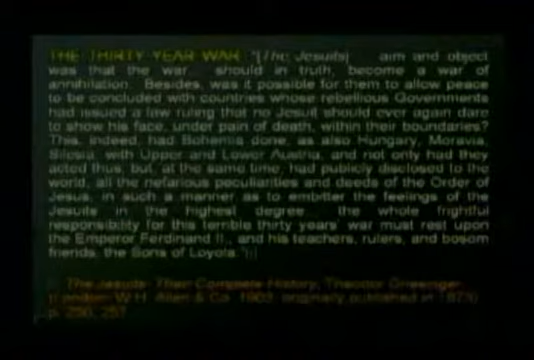 THE THIRTY YEAR WAR "[The Jesuits] aim and object
was that the war should in truth, become a war of
annihilation. Besides, was it possible for them to allow peace
to be concluded with countries whose rebellious Governments
had issued a law ruling that no Jesuit should ever again dare
to show his face, under pain of death, within their boundaries?
This, indeed, had Bohemia done, as also Hungary, Moravia,
Silesia, with Upper and Lower Austria, and not only had they
acted thus, but, at the same time, had publicly disclosed to the
world, all the nefarious peculiarities and deeds of the Order of
Jesus, in such a manner as to embitter the feelings of the
Jesuits in the highest degree the whole frightful
responsibility for this terrible thirty years' war must rest upon
the Emperor Ferdinand II., and his teachers, rulers, and bosom
friends, the Sons of Loyola."
The Jesuits: Their Complete History, Theodor Griesinger
(London: W.H. Allen & Co. 1903, originally published in 1873)
p. 256, 257